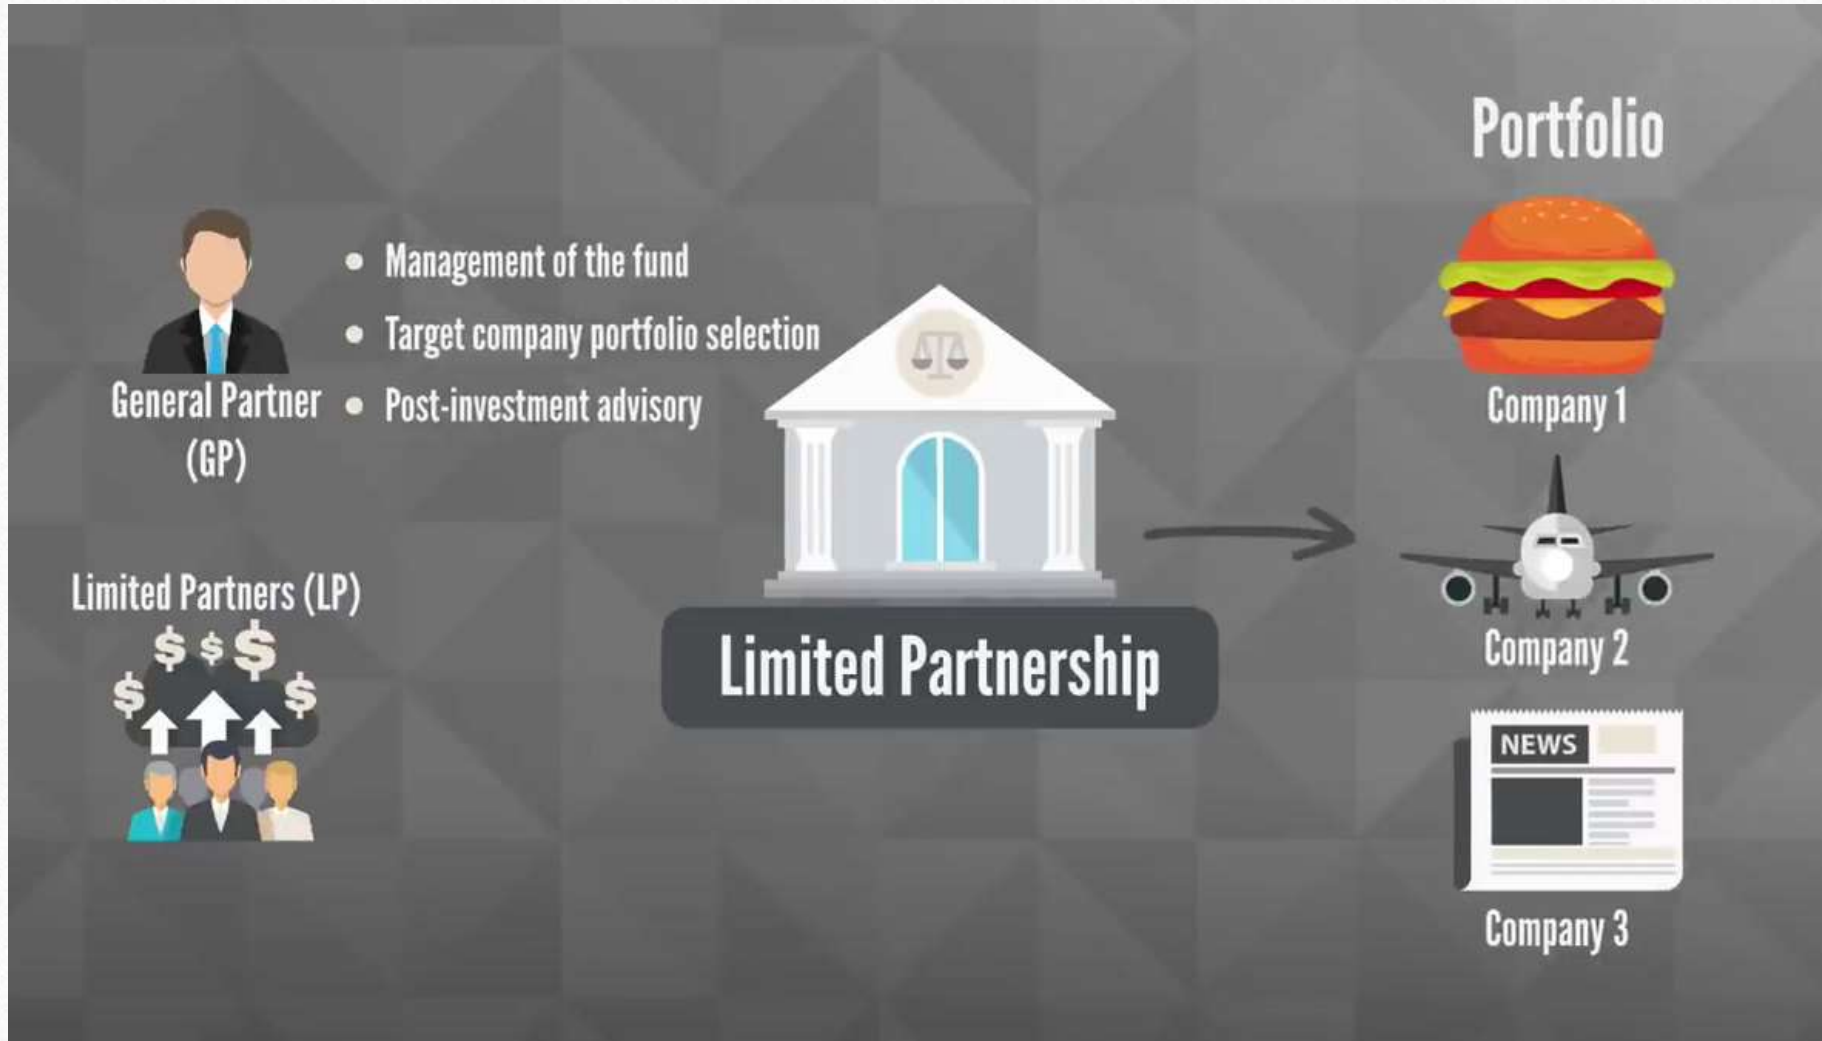 General Partner
(GP)
• Management of the fund
• Target company portfolio selection
• Post-investment advisory
Limited Partners (LP)
$ $ $
$ $
Limited Partnership
Portfolio
Company 1
Company 2
NEWS
Company 3